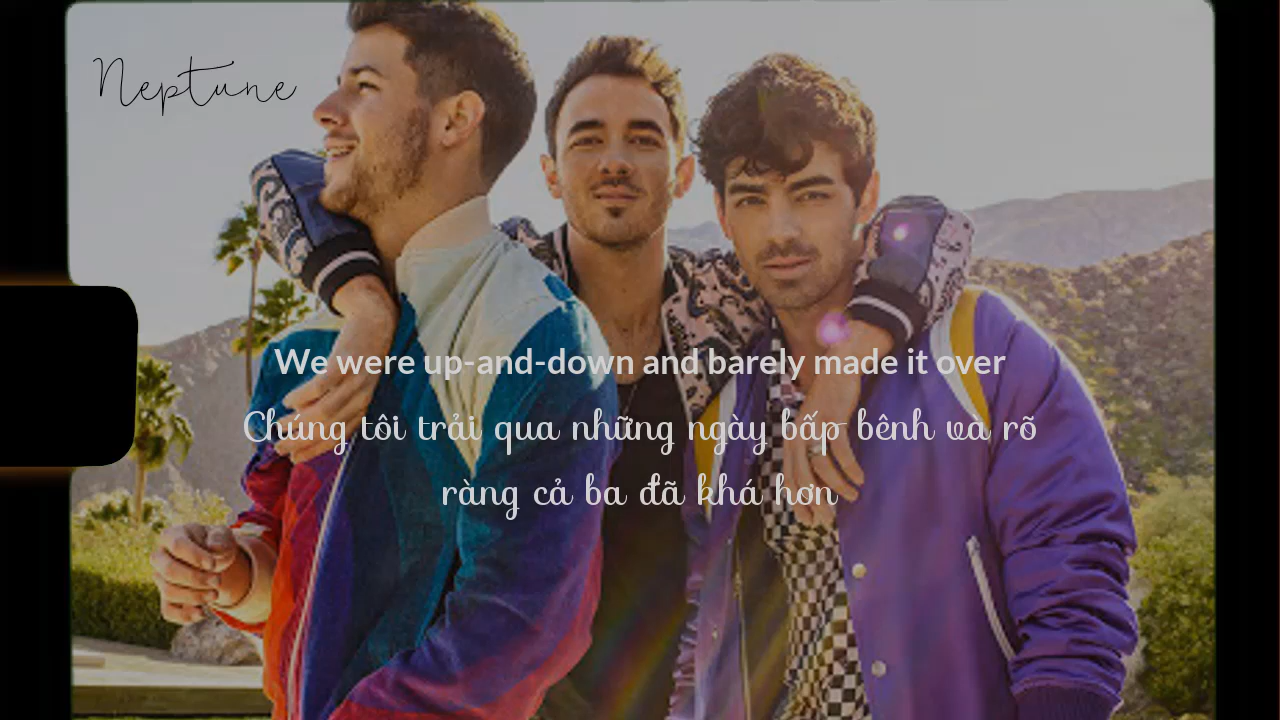 Neptune
We were up-and-down and barely made it over
Chúng tôi trải qua những ngày bấp bênh và rõ
ràng cả ba đã khá hơn